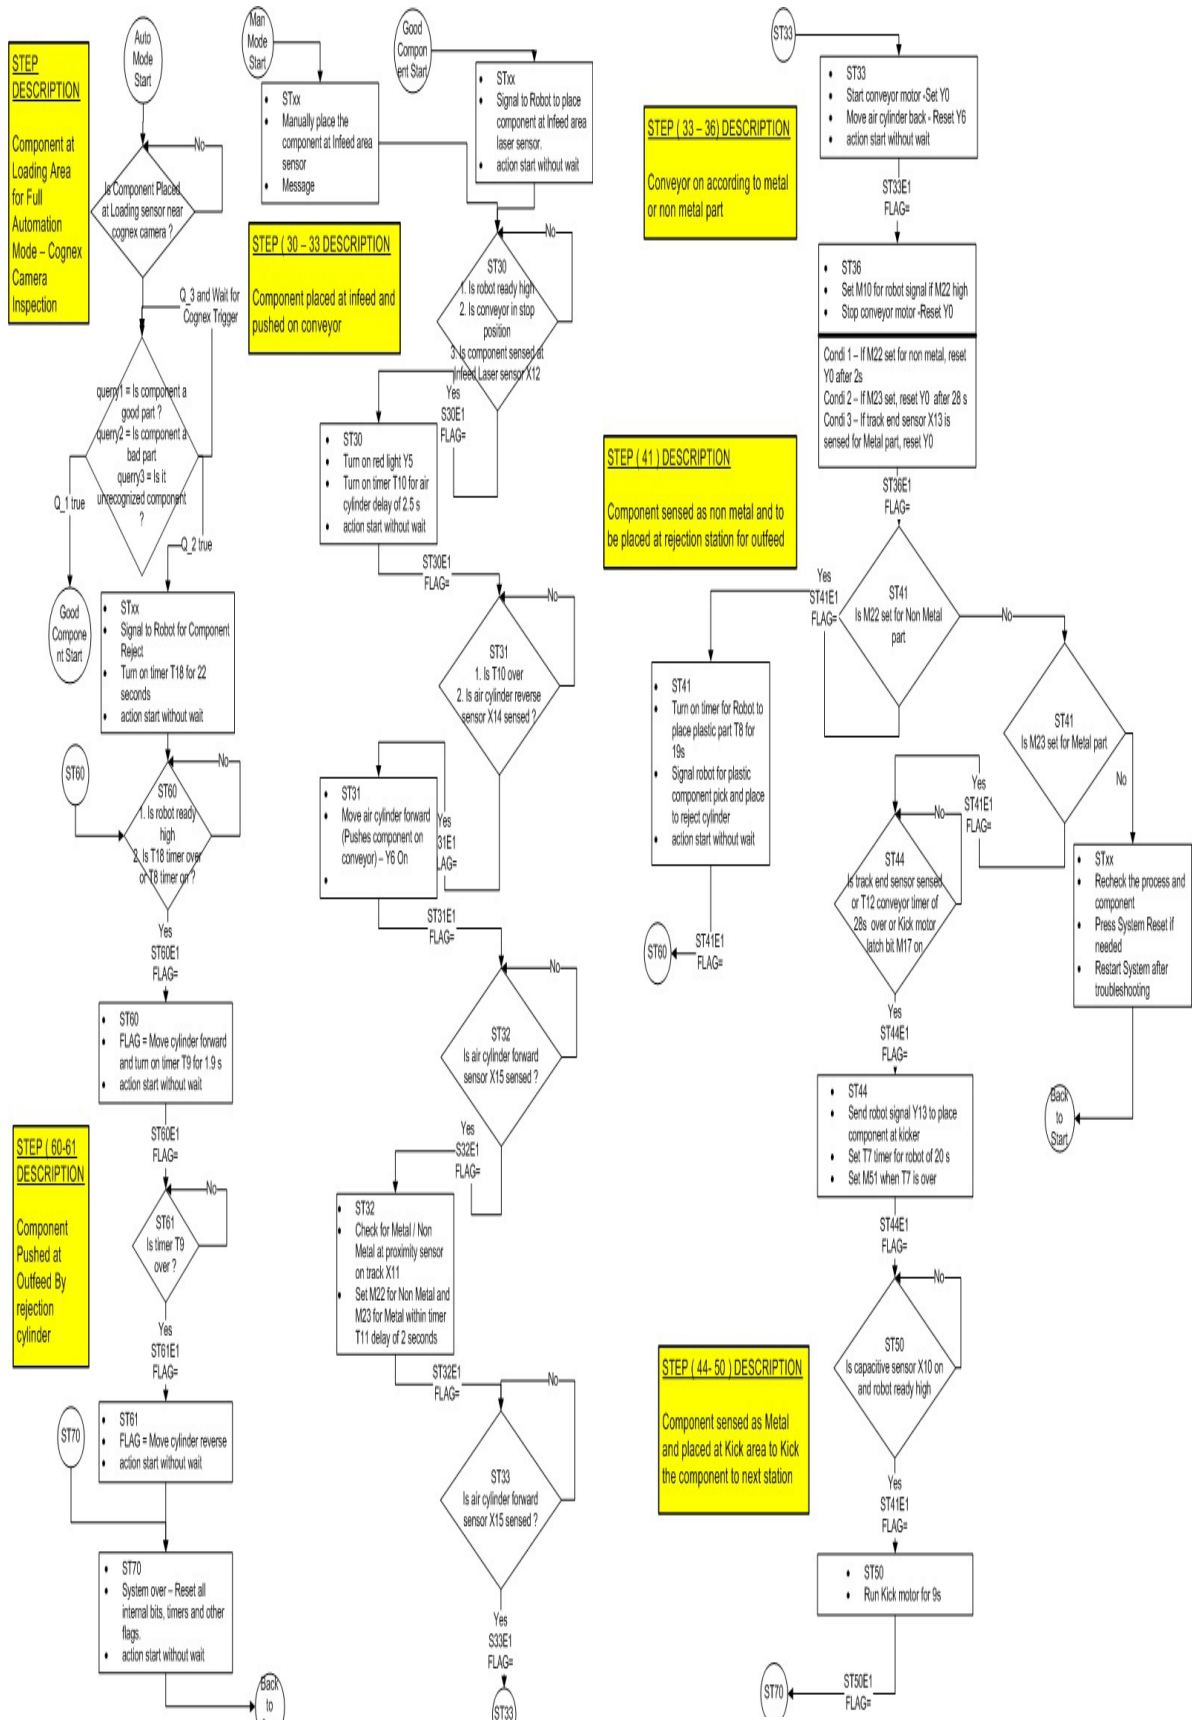 STEP
DESCRIPTION
Component at
Loading Area
for Full
Automation
Mode – Cognex
Camera
Inspection
Auto
Mode
Start
No
Is Component Placed
at Loading sensor near
cognex camera ?
Q_3 and Wait for
Cognex Trigger
querry1 = Is component a
good part ?
querry2 = Is component a
bad part
querry3 = Is it
unrecognized component
?
Q_1 true
Q_2 true
Good
Compone
nt Start
STxx
Signal to Robot for Component
Reject
Turn on timer T18 for 22
seconds
action start without wait
ST60
No
ST60
1. Is robot ready
high
2. Is T18 timer over
or T8 timer on ?
Yes
ST60E1
FLAG=
ST60
FLAG = Move cylinder forward
and turn on timer T9 for 1.9 s
action start without wait
ST60E1
FLAG=
STEP ( 60-61
DESCRIPTION
Component
Pushed at
Outfeed By
rejection
cylinder
No
ST61
Is timer T9
over ?
Yes
ST61E1
FLAG=
ST61
FLAG = Move cylinder reverse
action start without wait
ST70
ST70
System over – Reset all
internal bits, timers and other
flags.
action start without wait
Back
to
Man
Mode
Start
STxx
Manually place the
component at Infeed area
sensor
Message
Good
Compon
ent Start
STxx
Signal to Robot to place
component at Infeed area
laser sensor.
action start without wait
STEP ( 30 – 33 DESCRIPTION
Component placed at infeed and
pushed on conveyor
No
ST30
1. Is robot ready high
2. Is conveyor in stop
position
3. Is component sensed at
Infeed Laser sensor X12
Yes
S30E1
FLAG=
ST30
Turn on red light Y5
Turn on timer T10 for air
cylinder delay of 2.5 s
action start without wait
ST30E1
FLAG=
No
ST31
1. Is T10 over
2. Is air cylinder reverse
sensor X14 sensed ?
Yes
31E1
LAG=
ST31
Move air cylinder forward
(Pushes component on
conveyor) – Y6 On
ST31E1
FLAG=
No
ST32
Is air cylinder forward
sensor X15 sensed ?
Yes
S32E1
FLAG=
ST32
Check for Metal / Non
Metal at proximity sensor
on track X11
Set M22 for Non Metal and
M23 for Metal within timer
T11 delay of 2 seconds
ST32E1
FLAG=
No
ST33
Is air cylinder forward
sensor X15 sensed ?
Yes
S33E1
FLAG=
ST33
ST33
ST33
Start conveyor motor -Set Y0
Move air cylinder back - Reset Y6
action start without wait
STEP ( 33 – 36) DESCRIPTION
Conveyor on according to metal
or non metal part
ST33E1
FLAG=
ST36
Set M10 for robot signal if M22 high
Stop conveyor motor -Reset Y0
Condi 1 – If M22 set for non metal, reset
Y0 after 2s
Condi 2 – If M23 set, reset Y0 after 28 s
Condi 3 – If track end sensor X13 is
sensed for Metal part, reset Y0
ST36E1
FLAG=
STEP ( 41 ) DESCRIPTION
Component sensed as non metal and to
be placed at rejection station for outfeed
Yes
ST41E1
FLAG=
ST41
Is M22 set for Non Metal
part
No
ST41
Turn on timer for Robot to
place plastic part T8 for
19s
Signal robot for plastic
component pick and place
to reject cylinder
action start without wait
ST41E1
FLAG=
ST60
ST41
Is M23 set for Metal part
No
Yes
ST41E1
FLAG=
STxx
Recheck the process and
component
Press System Reset if
needed
Restart System after
troubleshooting
Back
to
Start
No
ST44
Is track end sensor sensed
or T12 conveyor timer of
28s over or Kick motor
latch bit M17 on
Yes
ST44E1
FLAG=
ST44
Send robot signal Y13 to place
component at kicker
Set T7 timer for robot of 20 s
Set M51 when T7 is over
ST44E1
FLAG=
No
ST50
Is capacitive sensor X10 on
and robot ready high
STEP ( 44- 50 ) DESCRIPTION
Component sensed as Metal
and placed at Kick area to Kick
the component to next station
Yes
ST41E1
FLAG=
ST50
Run Kick motor for 9s
ST50E1
FLAG=
ST70